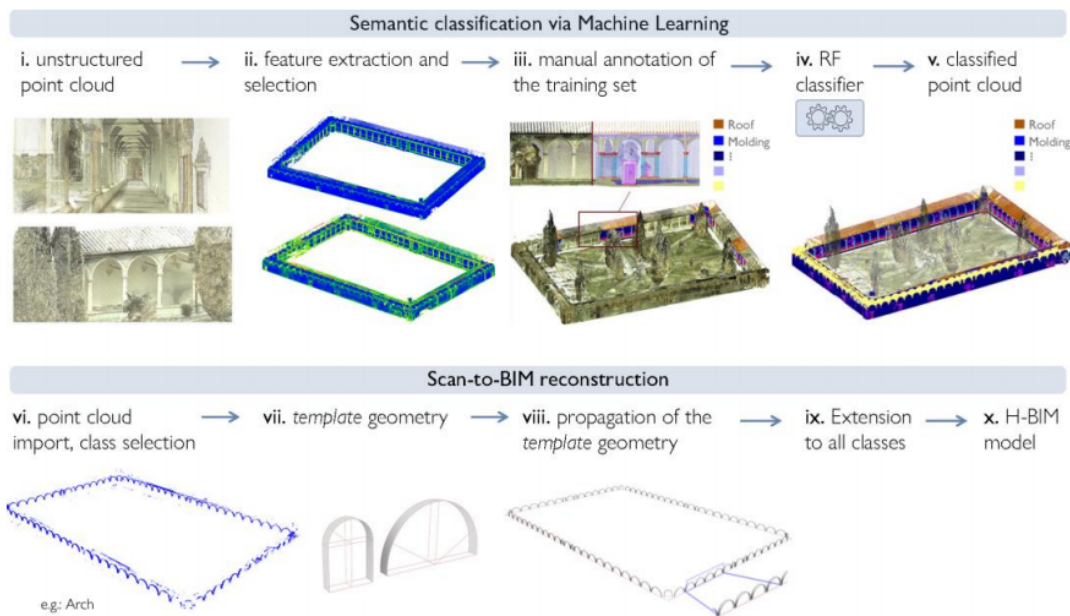 Semantic classification via Machine Learning
i. unstructured
point cloud
ii. feature extraction and
selection
iii. manual annotation of
the training set
iv. RF
classifier
v. classified
point cloud
Roof
Molding
⁝
Roof
Molding
⁝
Scan-to-BIM reconstruction
vi. point cloud
import, class selection
vii. template geometry
viii. propagation of the
template geometry
ix. Extension
to all classes
x. H-BIM
model
e.g.: Arch